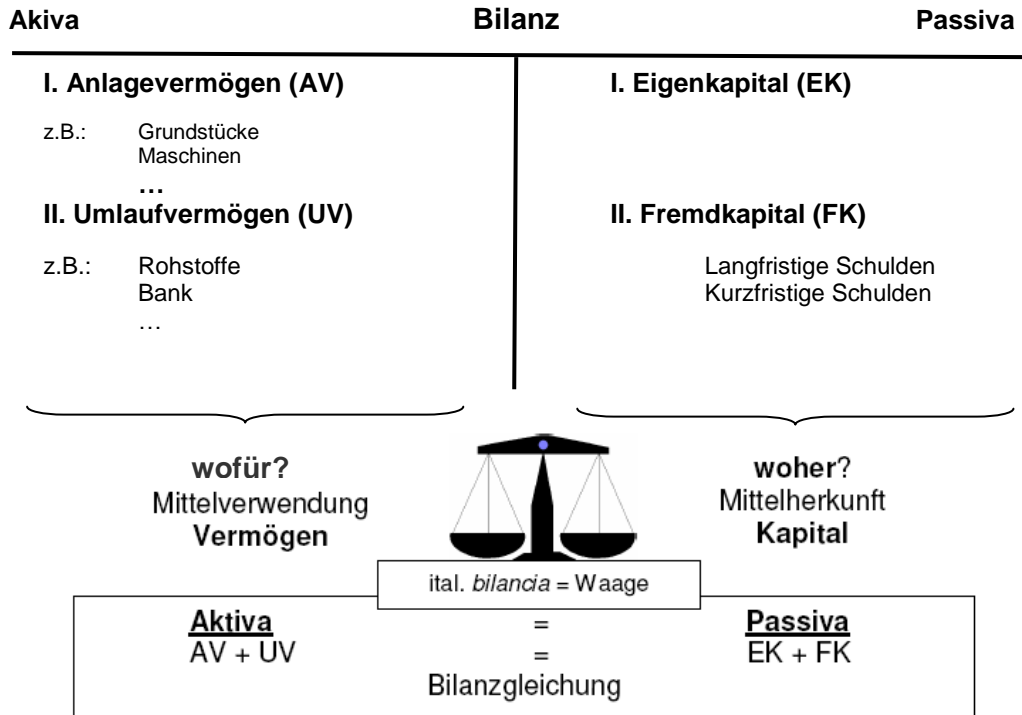 Akiva Bilanz Passiva
I. Anlagevermögen (AV)
z.B.: Grundstücke
Maschinen
…
II. Umlaufvermögen (UV)
z.B.: Rohstoffe
Bank
…
I. Eigenkapital (EK)
II. Fremdkapital (FK)
Langfristige Schulden
Kurzfristige Schulden
wofür?
Mittelverwendung
Vermögen
woher?
Mittelherkunft
Kapital
ital. bilancia = Waage
Aktiva = Passiva
AV + UV = EK + FK
Bilanzgleichung